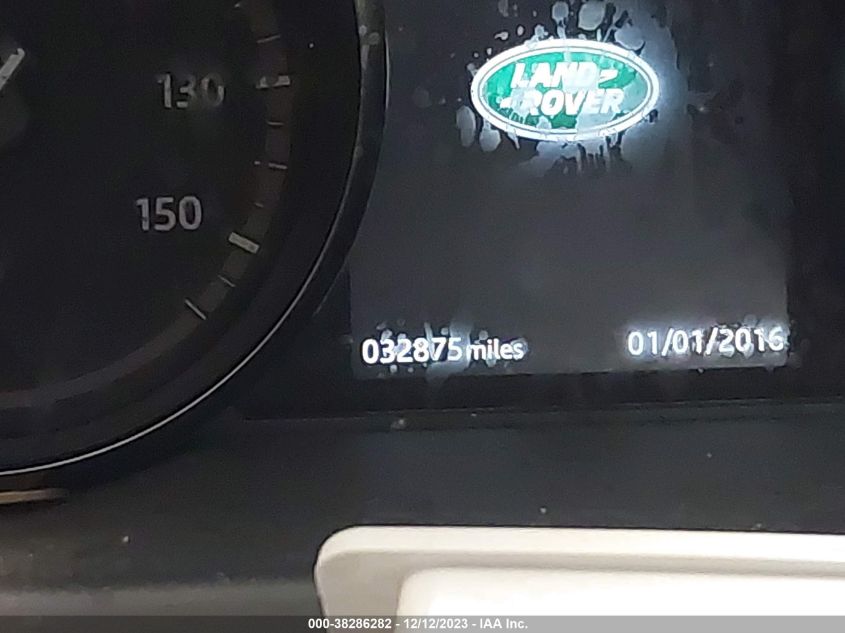 130
LAND-
-ROVER
150
032875 miles
01/01/2016
000-38286282 - 12/12/2023 - IAA Inc.